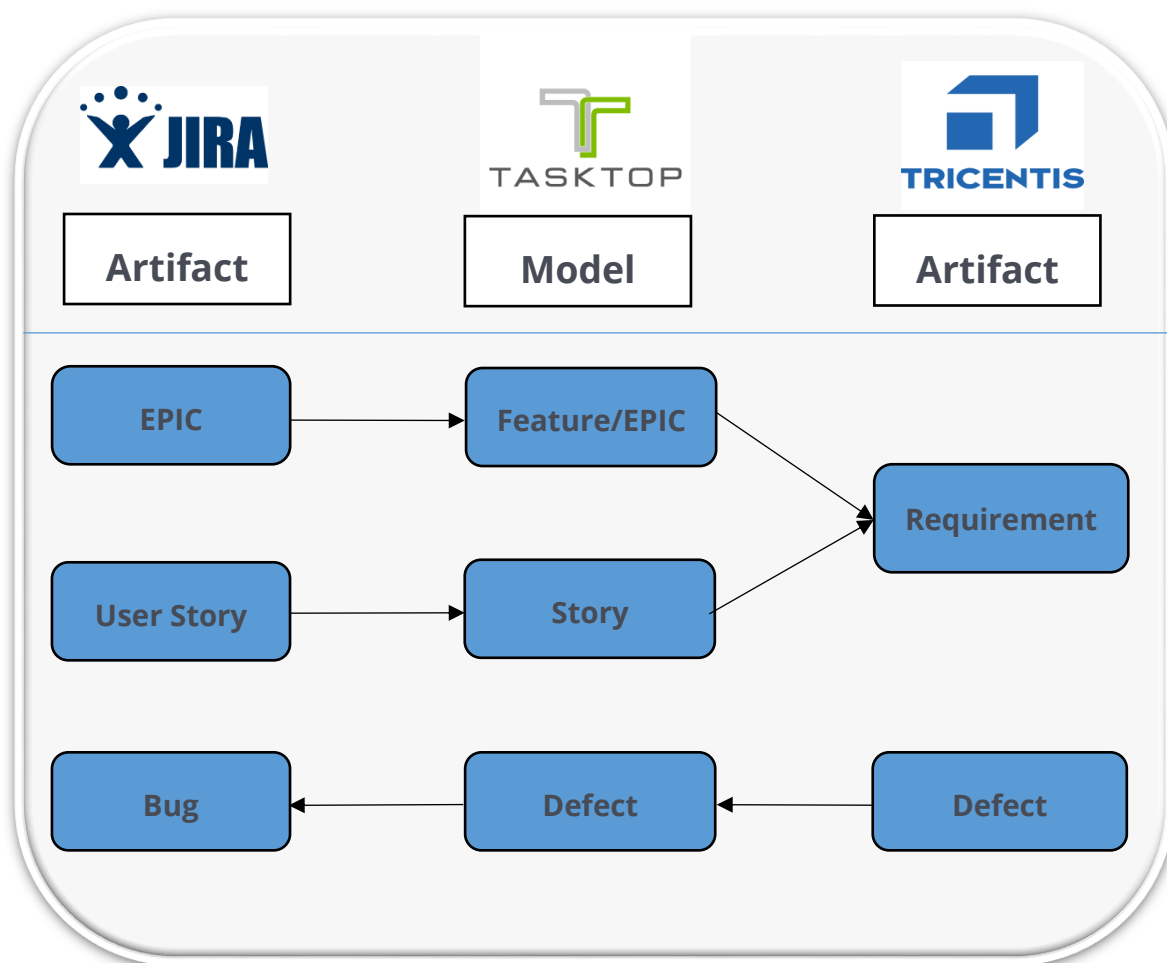 JIRA
TASKTOP
TRICENTIS
Artifact
Model
Artifact
EPIC
Feature/EPIC
Requirement
User Story
Story
Bug
Defect
Defect